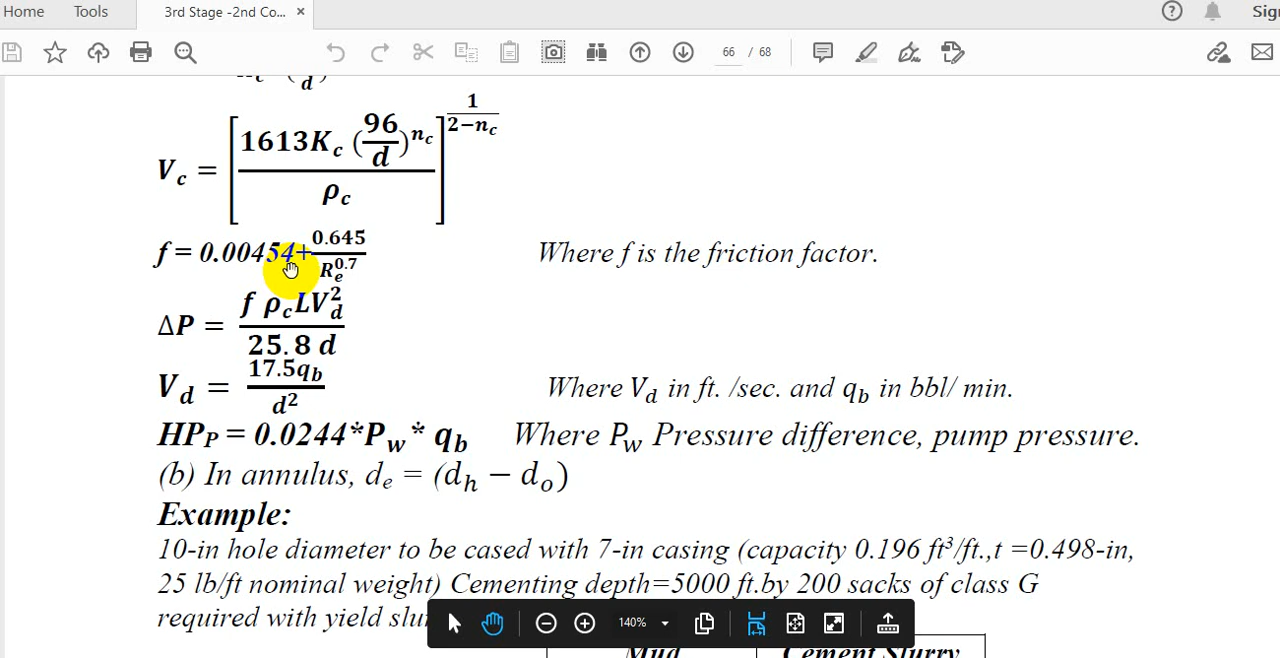 Home Tools 3rd Stage -2nd Co... × ? Sig
66 / 68
d
V_c = [1613K_c (96/d)^n_c / ρ_c]^(1/(2−n_c))
f = 0.00454+ 0.645/R_e^0.7 Where f is the friction factor.
ΔP = f ρ_c L V_d^2 / 25.8 d
V_d = 17.5q_b / d^2 Where V_d in ft. /sec. and q_b in bbl/ min.
HP_P = 0.0244*P_w* q_b Where P_w Pressure difference, pump pressure.
(b) In annulus, d_e = (d_h − d_o)
Example:
10-in hole diameter to be cased with 7-in casing (capacity 0.196 ft³/ft.,t =0.498-in,
25 lb/ft nominal weight) Cementing depth=5000 ft.by 200 sacks of class G
required with yield slu
140%
Mud Cement Slurry